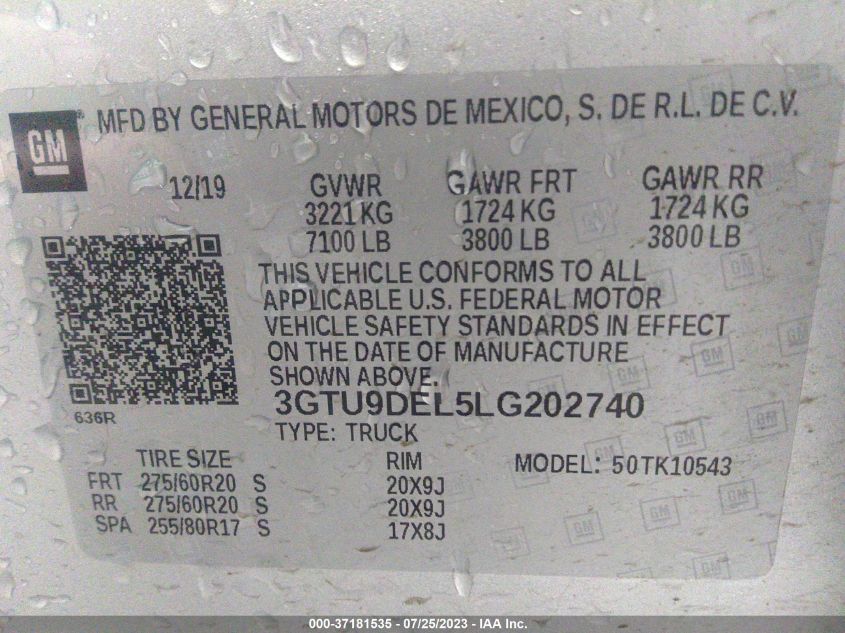 GM
MFD BY GENERAL MOTORS DE MEXICO, S. DE R.L. DE C.V.
12/19 GVWR GAWR FRT GAWR RR
3221 KG 1724 KG 1724 KG
7100 LB 3800 LB 3800 LB
THIS VEHICLE CONFORMS TO ALL
APPLICABLE U.S. FEDERAL MOTOR
VEHICLE SAFETY STANDARDS IN EFFECT
ON THE DATE OF MANUFACTURE
SHOWN ABOVE.
636R
3GTU9DEL5LG202740
TYPE: TRUCK
TIRE SIZE RIM MODEL: 50TK10543
FRT 275/60R20 S 20X9J
RR 275/60R20 S 20X9J
SPA 255/80R17 S 17X8J
000-37181535 - 07/25/2023 - IAA Inc.